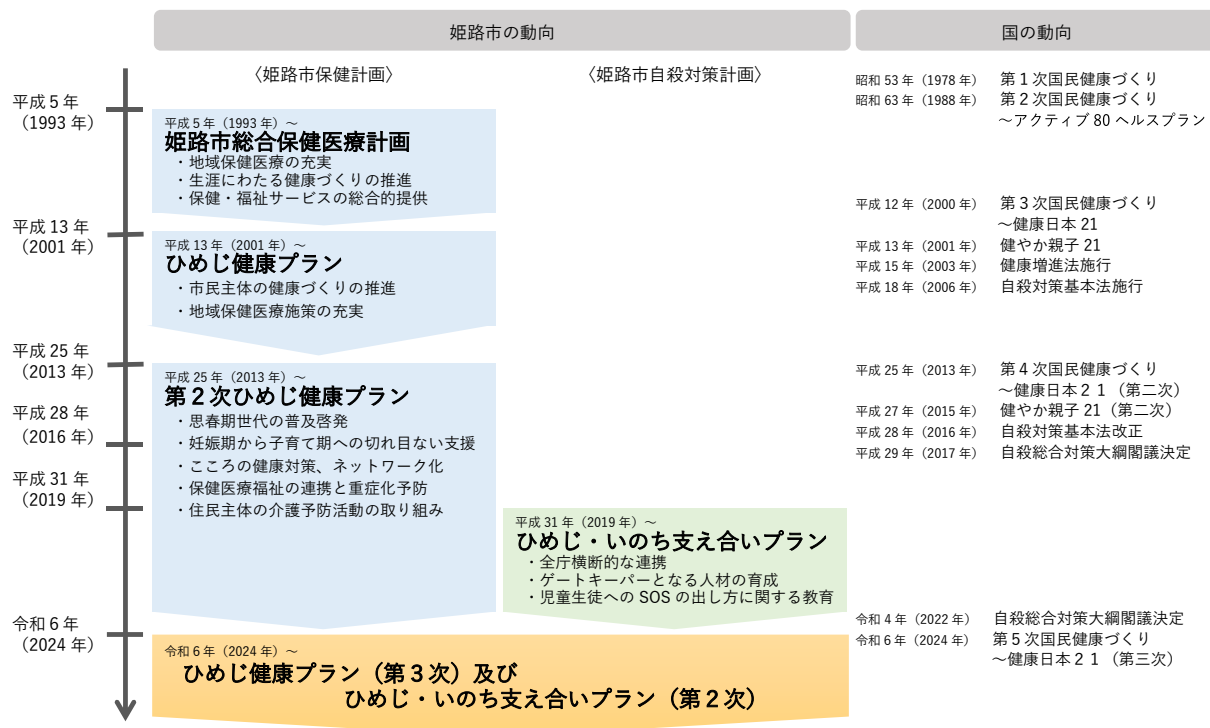 姫路市の動向
国の動向
〈姫路市保健計画〉
〈姫路市自殺対策計画〉
平成5年
（1993年）
平成13年
（2001年）
平成25年
（2013年）
平成28年
（2016年）
平成31年
（2019年）
令和6年
（2024年）
平成5年（1993年）～
姫路市総合保健医療計画
・地域保健医療の充実
・生涯にわたる健康づくりの推進
・保健・福祉サービスの総合的提供
平成13年（2001年）～
ひめじ健康プラン
・市民主体の健康づくりの推進
・地域保健医療施策の充実
平成25年（2013年）～
第２次ひめじ健康プラン
・思春期世代の普及啓発
・妊娠期から子育て期への切れ目ない支援
・こころの健康対策、ネットワーク化
・保健医療福祉の連携と重症化予防
・住民主体の介護予防活動の取り組み
平成31年（2019年）～
ひめじ・いのち支え合いプラン
・全庁横断的な連携
・ゲートキーパーとなる人材の育成
・児童生徒へのSOSの出し方に関する教育
令和6年（2024年）～
ひめじ健康プラン（第３次）及び
ひめじ・いのち支え合いプラン（第２次）
昭和53年（1978年） 第１次国民健康づくり
昭和63年（1988年） 第２次国民健康づくり
～アクティブ80ヘルスプラン
平成12年（2000年） 第３次国民健康づくり
～健康日本21
平成13年（2001年） 健やか親子21
平成15年（2003年） 健康増進法施行
平成18年（2006年） 自殺対策基本法施行
平成25年（2013年） 第４次国民健康づくり
～健康日本２１（第二次）
平成27年（2015年） 健やか親子21（第二次）
平成28年（2016年） 自殺対策基本法改正
平成29年（2017年） 自殺総合対策大綱閣議決定
令和4年（2022年） 自殺総合対策大綱閣議決定
令和6年（2024年） 第５次国民健康づくり
～健康日本２１（第三次）